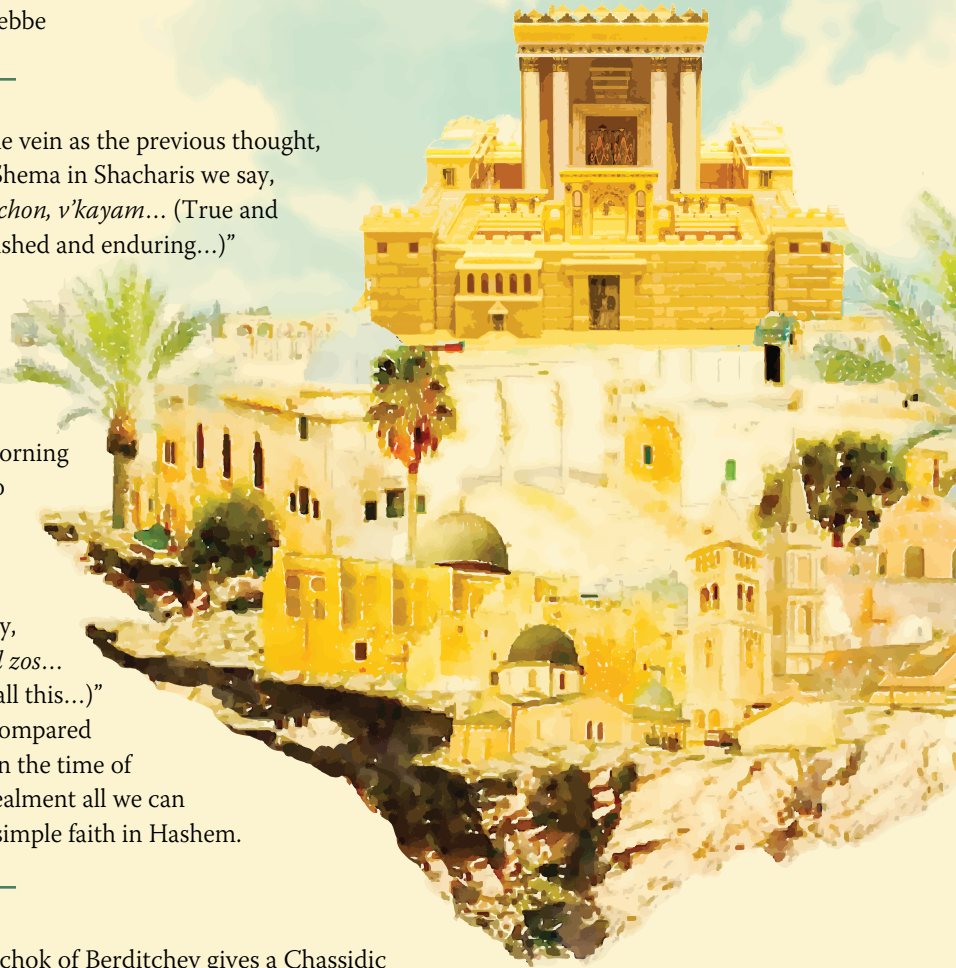 ebbe
e vein as the previous thought,
Shema in Shacharis we say,
chon, v'kayam… (True and
shed and enduring…)”
orning
o
y,
l zos…
all this…)”
ompared
n the time of
ealment all we can
simple faith in Hashem.
chok of Berditchev gives a Chassidic